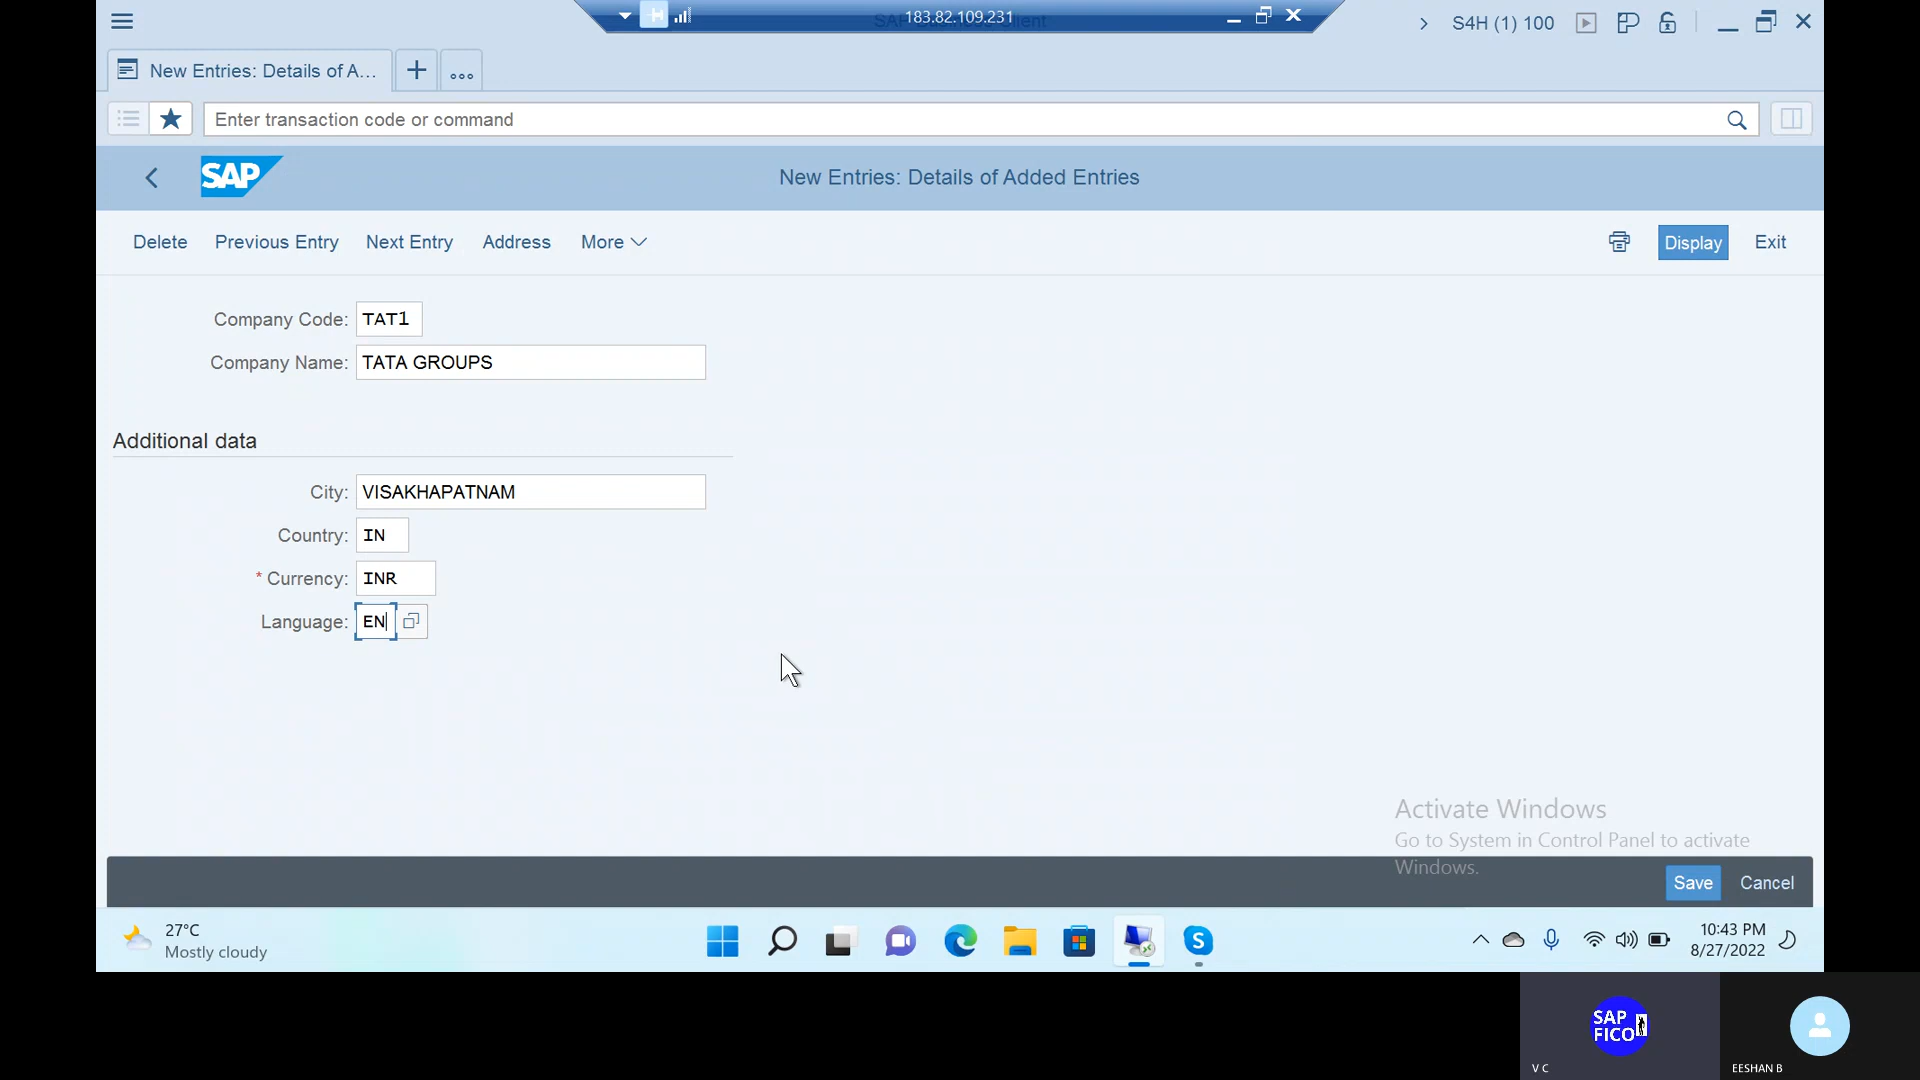 183.82.109.231
S4H (1) 100
New Entries: Details of A...
Enter transaction code or command
SAP
New Entries: Details of Added Entries
Delete Previous Entry Next Entry Address More Display Exit
Company Code: TAT1
Company Name: TATA GROUPS
Additional data
City: VISAKHAPATNAM
Country: IN
* Currency: INR
Language: EN
Activate Windows
Go to System in Control Panel to activate
Windows.
Save Cancel
27°C
Mostly cloudy
10:43 PM
8/27/2022
SAP
FICO
V C
EESHAN B